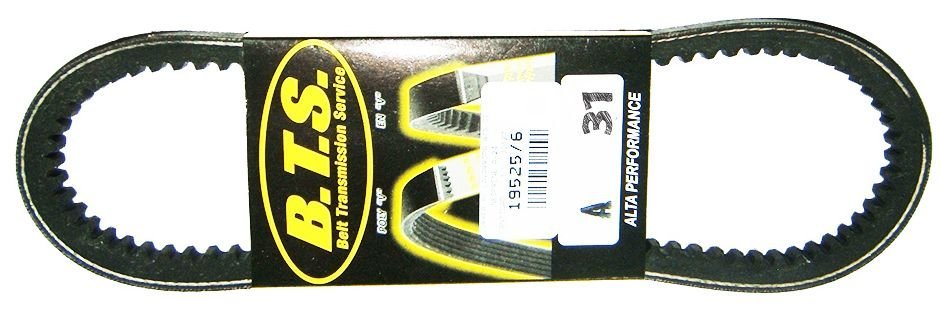 B.T.S.
Belt Transmission Service
POLY "V"
EN "V"
19525/6
A 31
ALTA PERFORMANCE